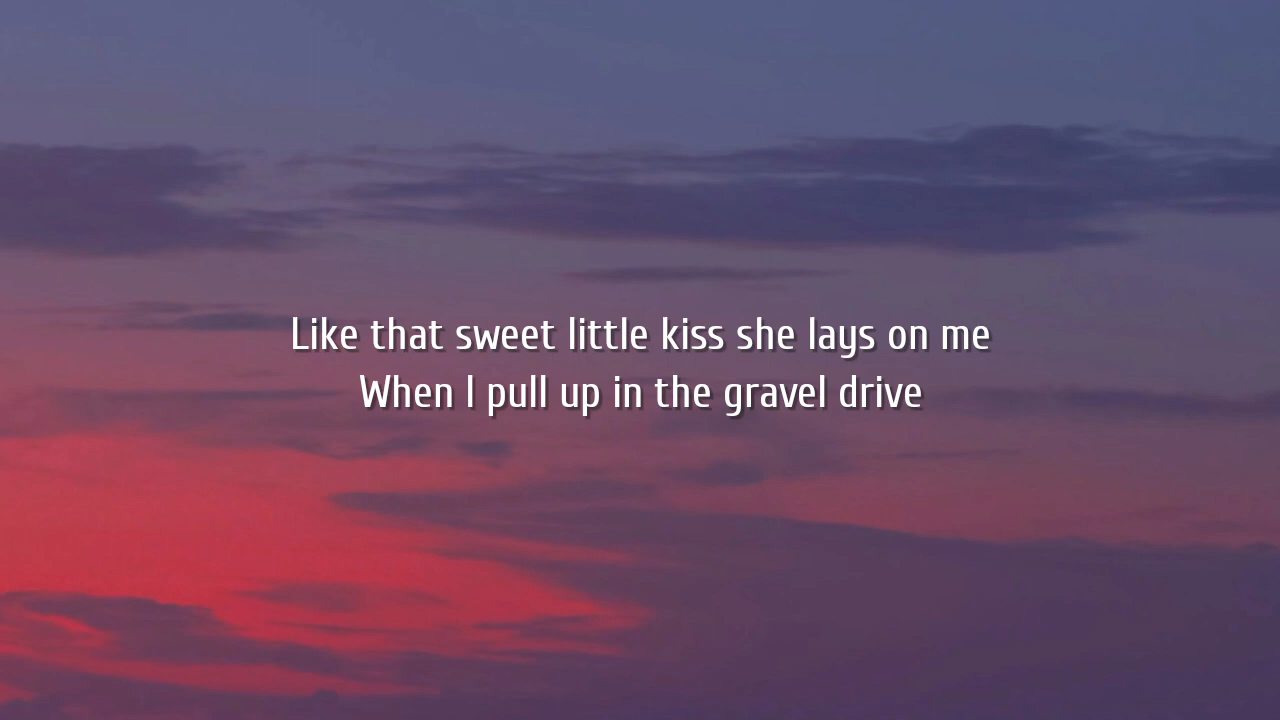 Like that sweet little kiss she lays on me
When I pull up in the gravel drive